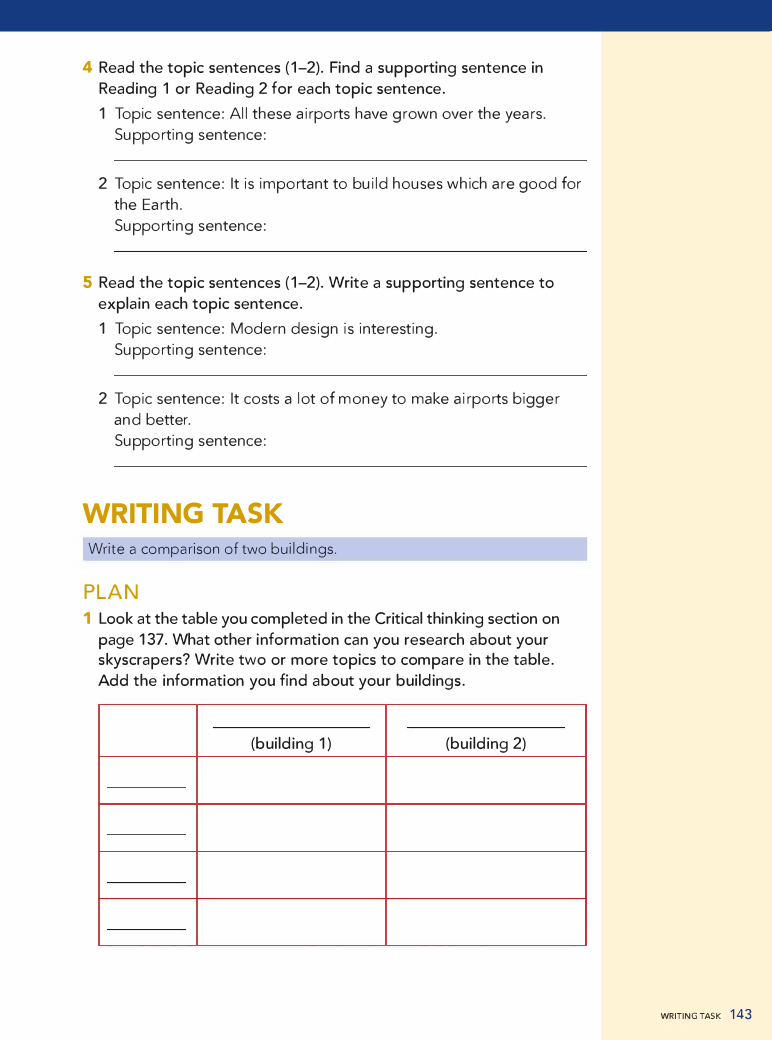 4 Read the topic sentences (1–2). Find a supporting sentence in
Reading 1 or Reading 2 for each topic sentence.
1 Topic sentence: All these airports have grown over the years.
Supporting sentence:
2 Topic sentence: It is important to build houses which are good for
the Earth.
Supporting sentence:
5 Read the topic sentences (1–2). Write a supporting sentence to
explain each topic sentence.
1 Topic sentence: Modern design is interesting.
Supporting sentence:
2 Topic sentence: It costs a lot of money to make airports bigger
and better.
Supporting sentence:
WRITING TASK
Write a comparison of two buildings.
PLAN
1 Look at the table you completed in the Critical thinking section on
page 137. What other information can you research about your
skyscrapers? Write two or more topics to compare in the table.
Add the information you find about your buildings.
(building 1) (building 2)
WRITING TASK 143